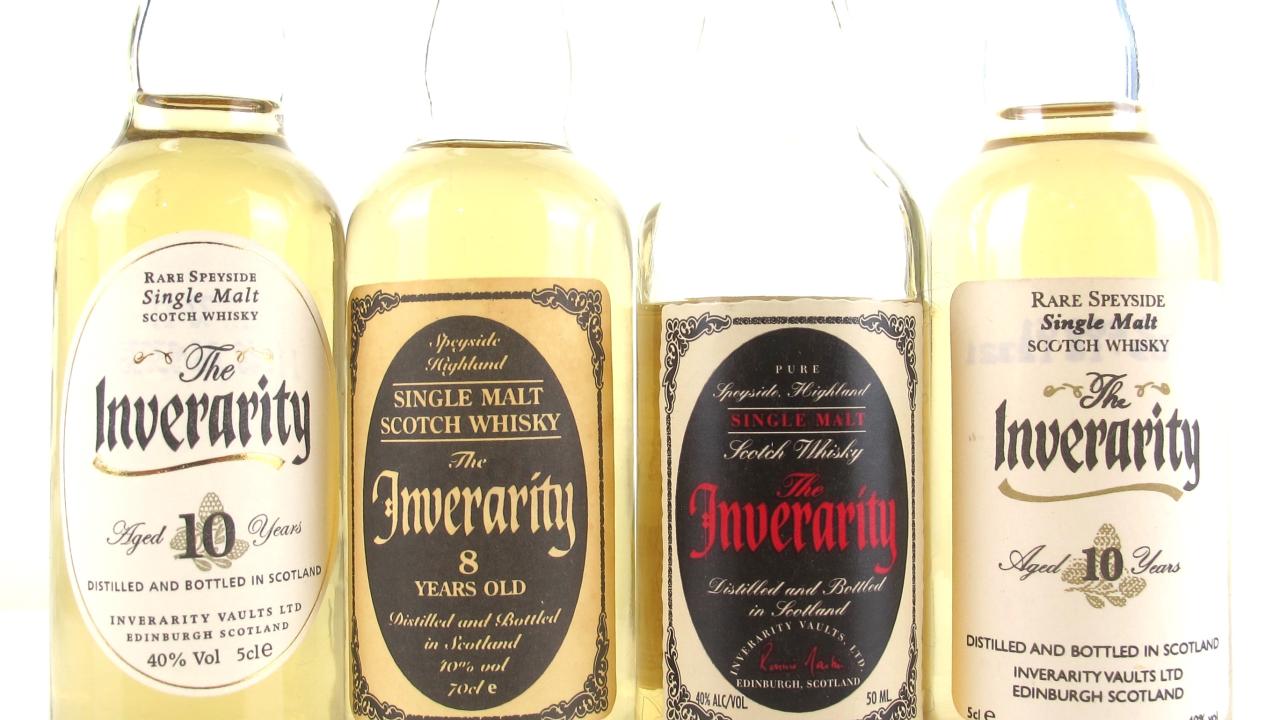 RARE SPEYSIDE
Single Malt
SCOTCH WHISKY
The
Inverarity
Aged 10 Years
DISTILLED AND BOTTLED IN SCOTLAND
INVERARITY VAULTS LTD
EDINBURGH SCOTLAND
40% Vol 5cl e
Speyside
Highland
SINGLE MALT
SCOTCH WHISKY
The
Inverarity
8
YEARS OLD
Distilled and Bottled
in Scotland
40% vol
70cl e
PURE
Speyside, Highland
SINGLE MALT
Scotch Whisky
The
Inverarity
Distilled and Bottled
in Scotland
INVERARITY VAULTS, LTD.
EDINBURGH, SCOTLAND
40% ALC/VOL 50 ML
RARE SPEYSIDE
Single Malt
SCOTCH WHISKY
The
Inverarity
Aged 10 Years
DISTILLED AND BOTTLED IN SCOTLAND
INVERARITY VAULTS LTD
EDINBURGH SCOTLAND
5cl e 40% vol